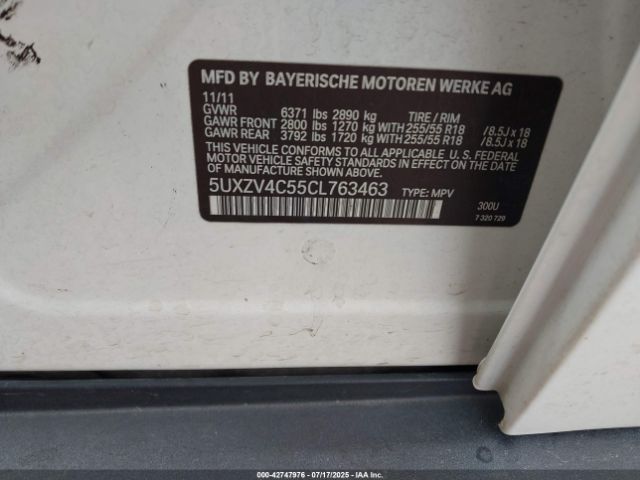 MFD BY BAYERISCHE MOTOREN WERKE AG
11/11
GVWR 6371 lbs 2890 kg TIRE / RIM
GAWR FRONT 2800 lbs 1270 kg WITH 255/55 R18 /8.5J x 18
GAWR REAR 3792 lbs 1720 kg WITH 255/55 R18 /8.5J x 18
THIS VEHICLE CONFORMS TO ALL APPLICABLE U.S. FEDERAL
MOTOR VEHICLE SAFETY STANDARDS IN EFFECT ON THE DATE
OF MANUFACTURE SHOWN ABOVE.
5UXZV4C55CL763463 TYPE: MPV
300U
7 320 729
000-42747976 - 07/17/2025 - IAA Inc.